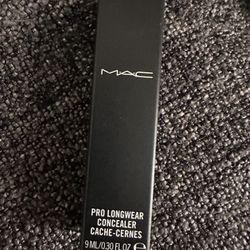 MAC
PRO LONGWEAR
CONCEALER
CACHE-CERNES
9 ML/0.30 FL OZ ℮